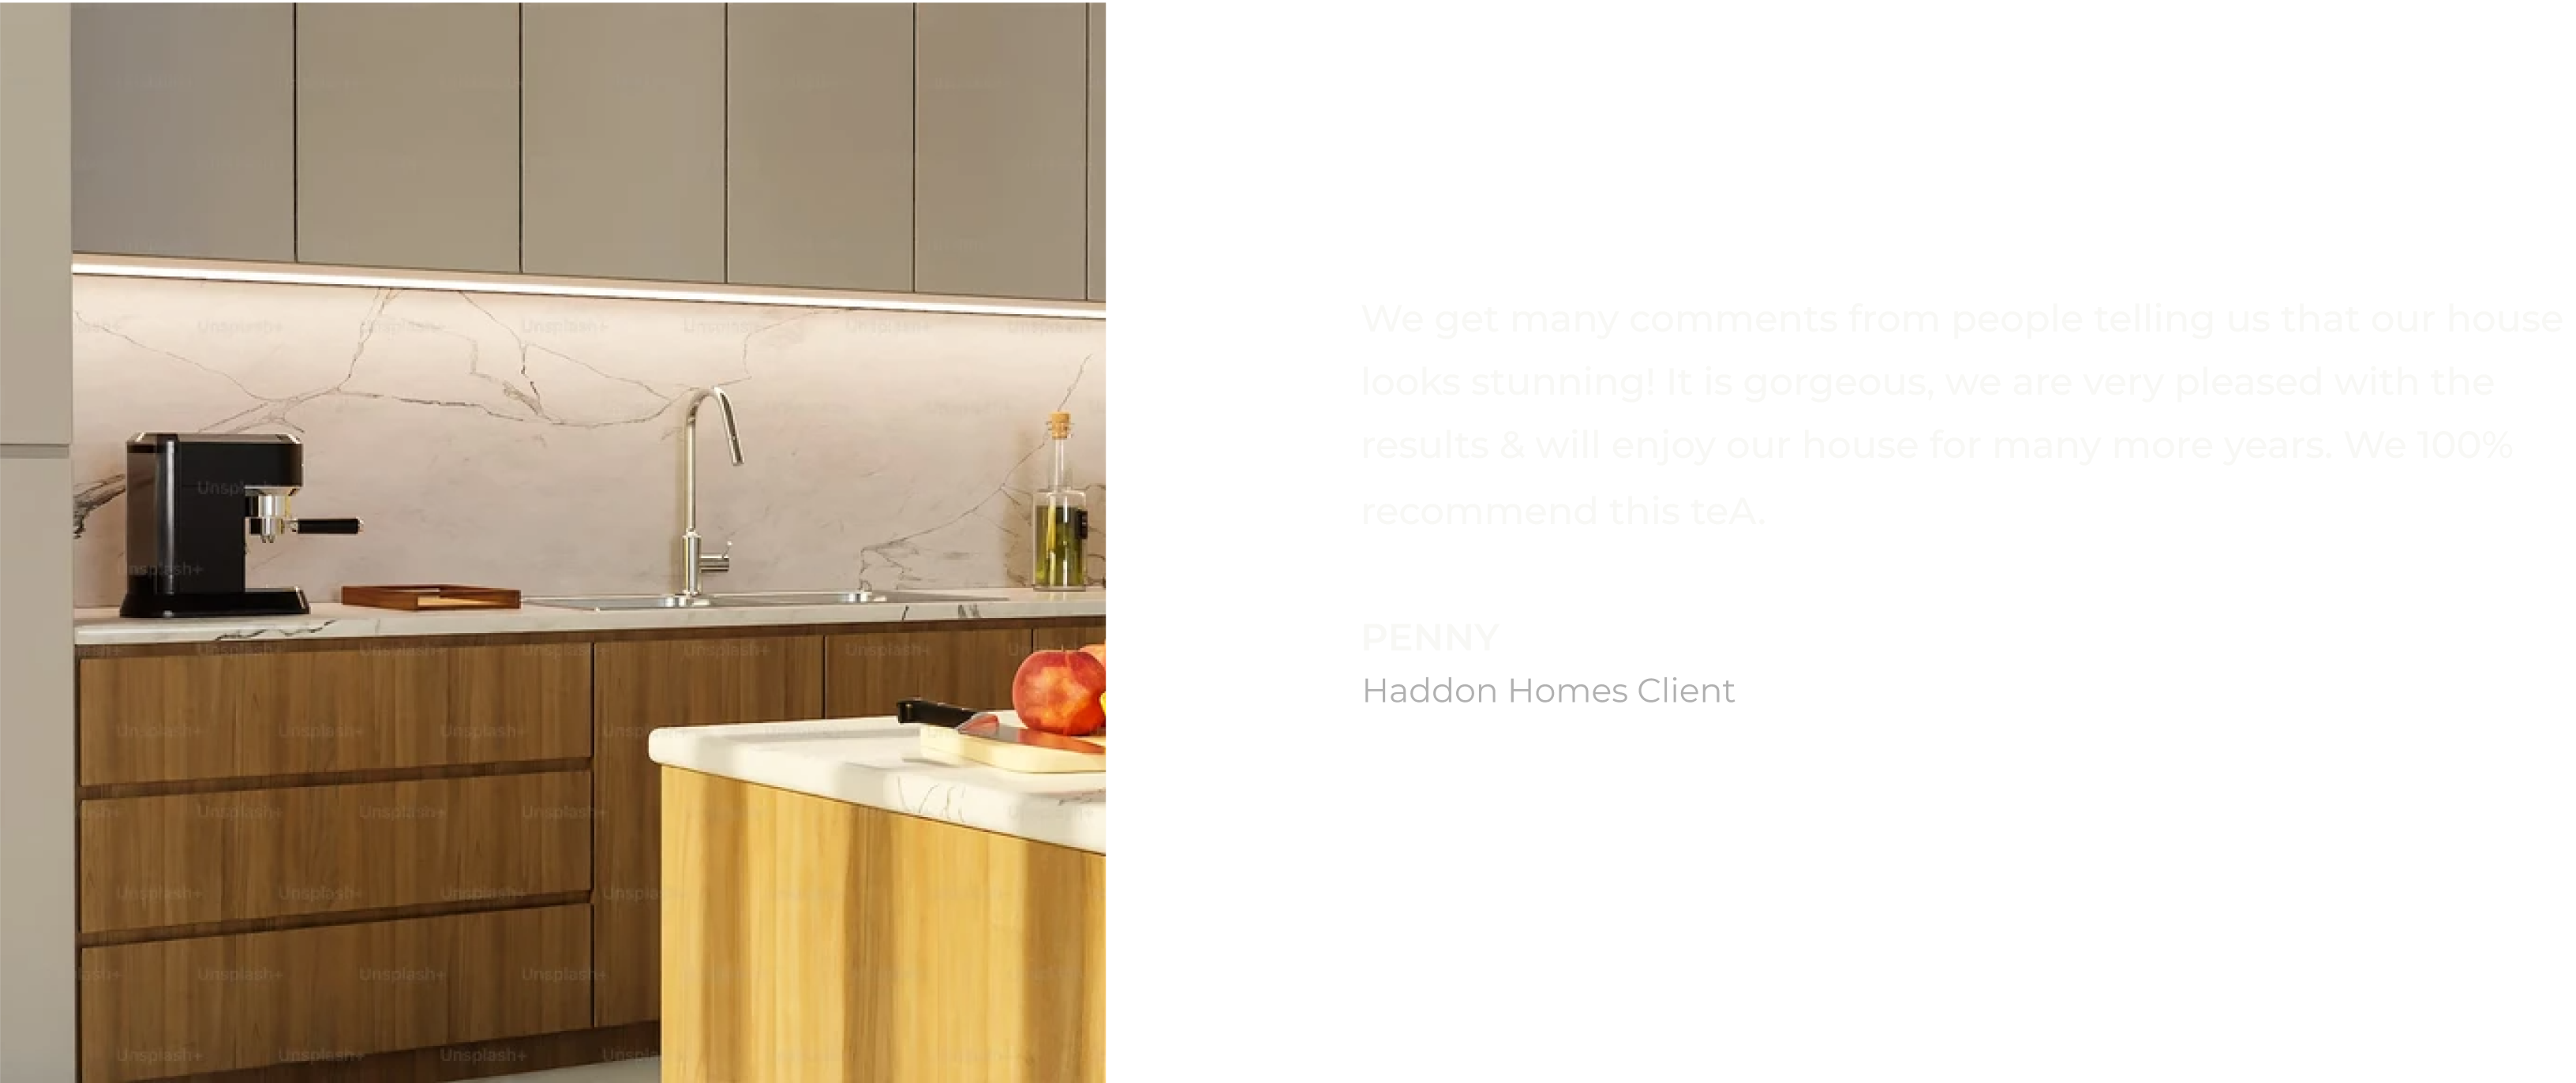 We get many comments from people telling us that our house
looks stunning! It is gorgeous, we are very pleased with the
results & will enjoy our house for many more years. We 100%
recommend this teA.
PENNY
Haddon Homes Client
Unsplash+